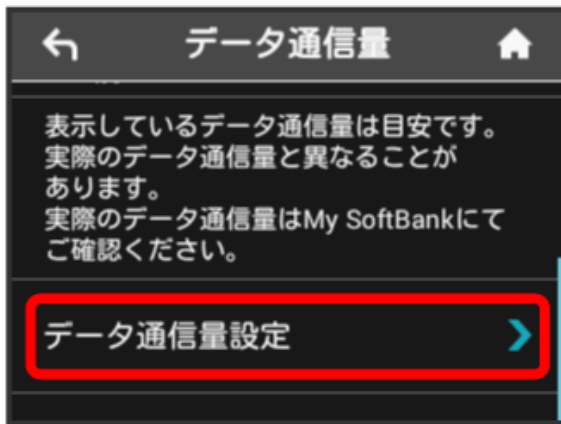 データ通信量
表示しているデータ通信量は目安です。
実際のデータ通信量と異なることが
あります。
実際のデータ通信量はMy SoftBankにて
ご確認ください。
データ通信量設定